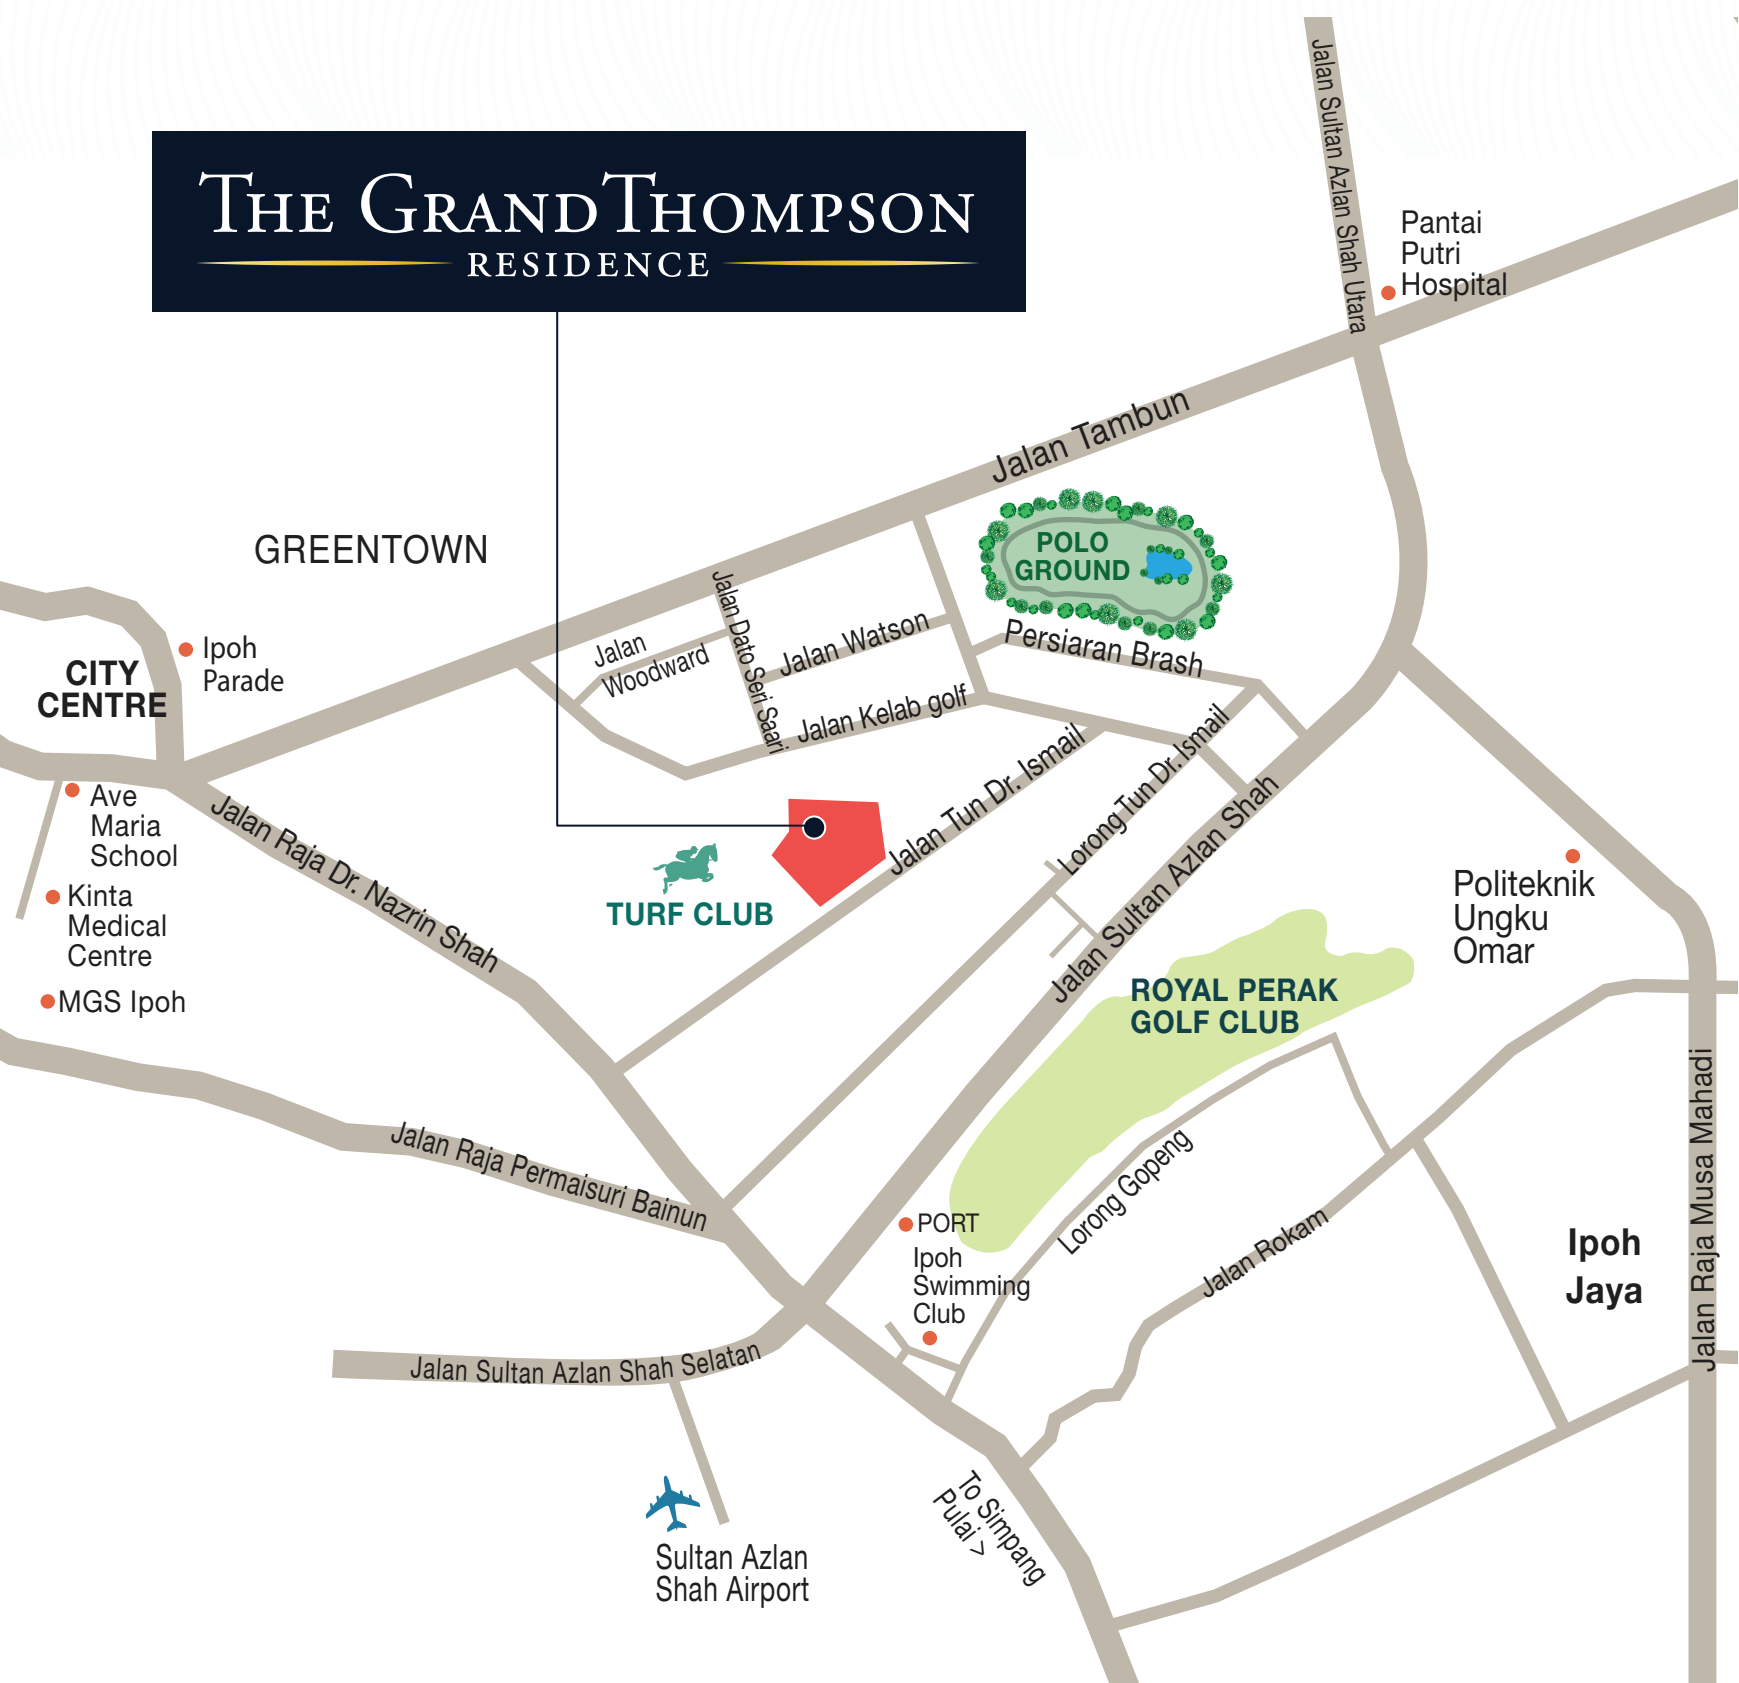 THE GRAND THOMPSON
RESIDENCE
Jalan Sultan Azlan Shah Utara
Pantai
Putri
Hospital
Jalan Tambun
GREENTOWN
POLO
GROUND
Persiaran Brash
Jalan Dato Seri Saari
Jalan
Woodward
Jalan Watson
Jalan Kelab golf
Ipoh
Parade
CITY
CENTRE
Ave
Maria
School
Kinta
Medical
Centre
MGS Ipoh
Jalan Raja Dr. Nazrin Shah
TURF CLUB
Jalan Tun Dr. Ismail
Lorong Tun Dr. Ismail
Jalan Sultan Azlan Shah
Politeknik
Ungku
Omar
ROYAL PERAK
GOLF CLUB
Jalan Raja Permaisuri Bainun
PORT
Ipoh
Swimming
Club
Lorong Gopeng
Jalan Rokam
Ipoh
Jaya
Jalan Raja Musa Mahadi
Jalan Sultan Azlan Shah Selatan
To Simpang
Pulai >
Sultan Azlan
Shah Airport